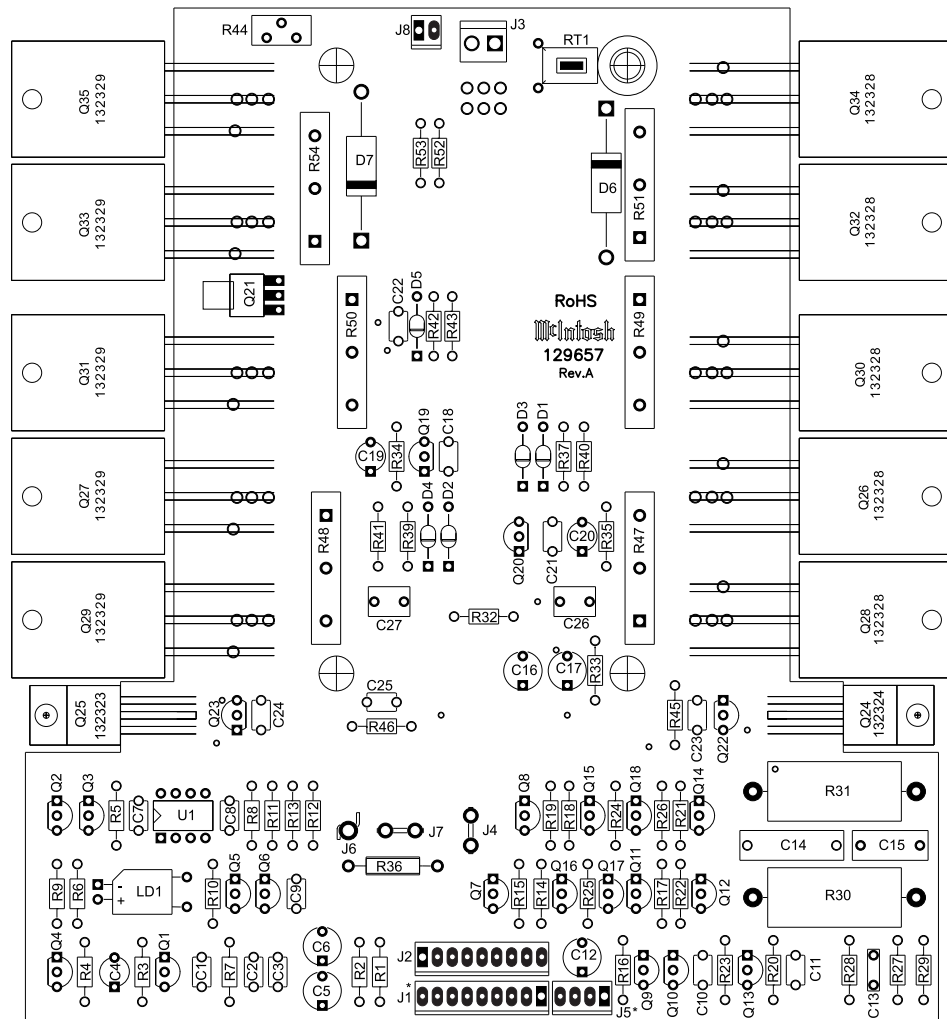 R44
J8
J3
RT1
Q35
132329
Q34
132328
R54
D7
R53
R52
D6
R51
Q33
132329
Q32
132328
Q21
C22
D5
R50
R42
R43
RoHS
McIntosh
129657
Rev.A
R49
Q31
132329
Q30
132328
C19
R34
Q19
C18
D3
D1
R37
R40
Q27
132329
Q26
132328
R48
R41
R39
D4
D2
Q20
C21
C20
R35
R47
Q29
132329
Q28
132328
C27
R32
C26
C16
C17
R33
Q25
132323
Q23
C24
C25
R46
R45
C23
Q22
Q24
132324
Q2
Q3
R5
C7
U1
C8
R8
R11
R13
R12
J6
J7
J4
Q8
R19
R18
Q15
R24
Q18
R26
R21
Q14
R31
R36
C14
C15
R9
R6
-
+
LD1
R10
Q5
Q6
C9
Q7
R15
R14
Q16
R25
Q17
Q11
R17
R22
Q12
R30
Q4
R4
C4
R3
Q1
C1
R7
C2
C3
C6
C5
R2
R1
J2
*
J1
C12
J5*
R16
Q9
Q10
C10
R23
Q13
R20
C11
R28
C13
R27
R29